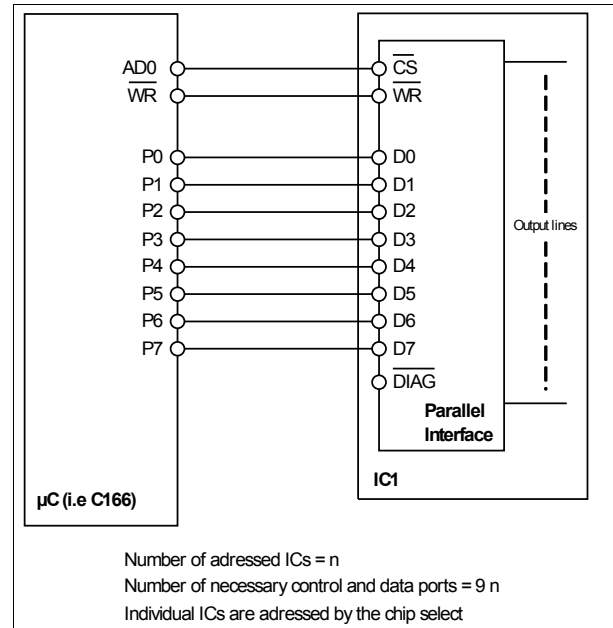 AD0
WR
P0
P1
P2
P3
P4
P5
P6
P7
µC (i.e C166)
CS
WR
D0
D1
D2
D3
D4
D5
D6
D7
DIAG
Parallel
Interface
IC1
Output lines
Number of adressed ICs = n
Number of necessary control and data ports = 9 n
Individual ICs are adressed by the chip select